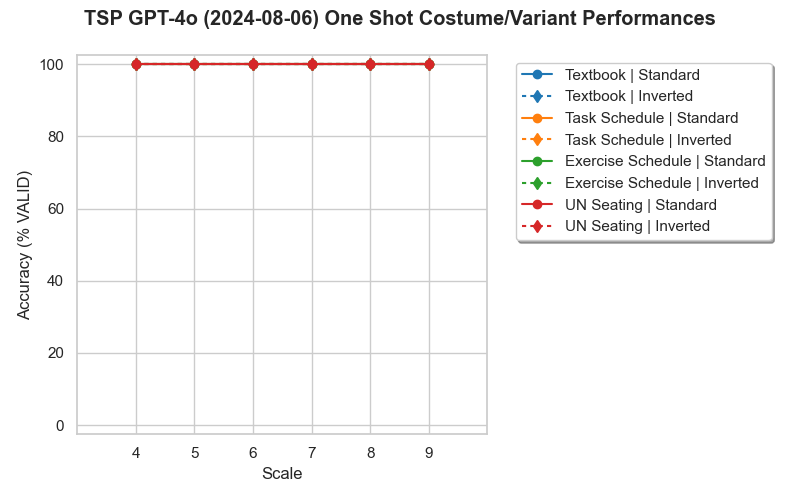 TSP GPT-4o (2024-08-06) One Shot Costume/Variant Performances
100
80
60
40
20
0
Accuracy (% VALID)
4 5 6 7 8 9
Scale
Textbook | Standard
Textbook | Inverted
Task Schedule | Standard
Task Schedule | Inverted
Exercise Schedule | Standard
Exercise Schedule | Inverted
UN Seating | Standard
UN Seating | Inverted